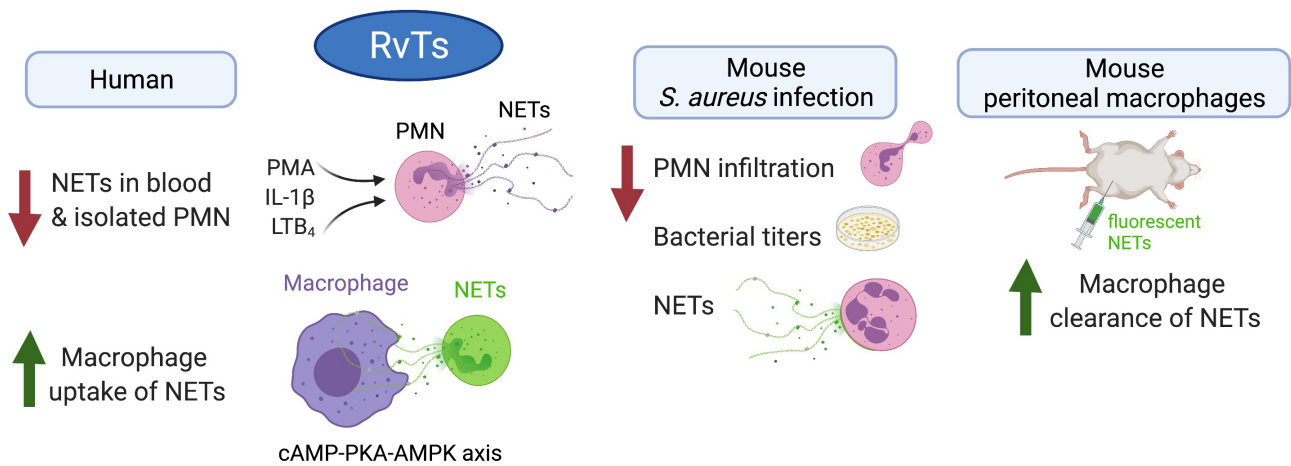 RvTs
Human
NETs in blood
& isolated PMN
PMA
IL-1β
LTB₄
PMN
NETs
Macrophage
uptake of NETs
Macrophage
NETs
cAMP-PKA-AMPK axis
Mouse
S. aureus infection
PMN infiltration
Bacterial titers
NETs
Mouse
peritoneal macrophages
fluorescent
NETs
Macrophage
clearance of NETs